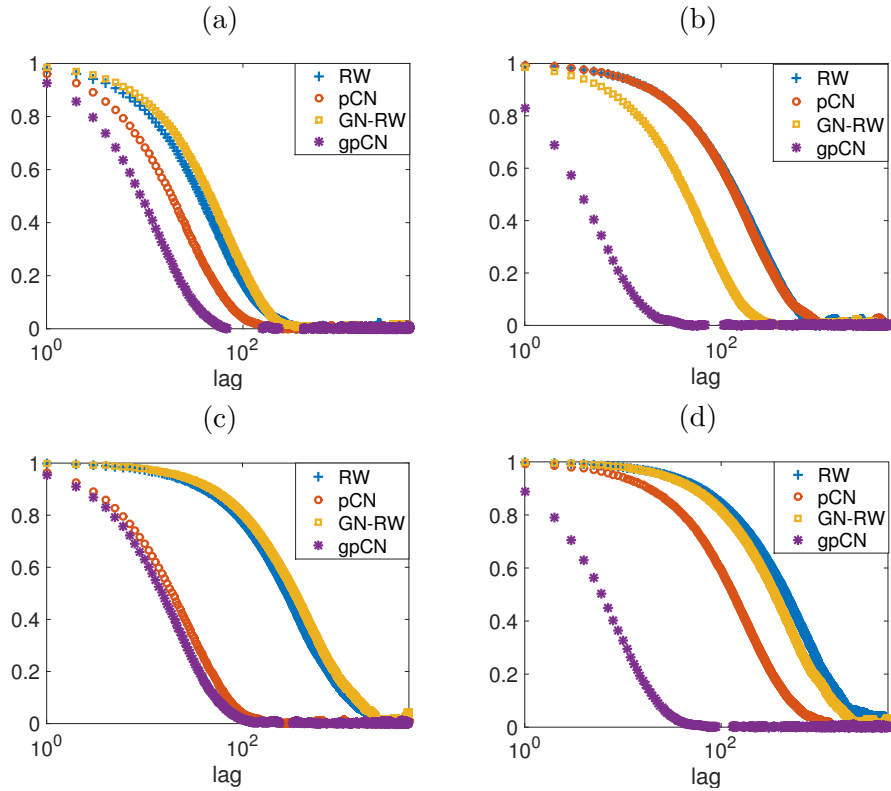 (a)
1
0.8
0.6
0.4
0.2
0
10^0
10^2
lag
RW
pCN
GN-RW
gpCN
(b)
1
0.8
0.6
0.4
0.2
0
10^0
10^2
lag
RW
pCN
GN-RW
gpCN
(c)
1
0.8
0.6
0.4
0.2
0
10^0
10^2
lag
RW
pCN
GN-RW
gpCN
(d)
1
0.8
0.6
0.4
0.2
0
10^0
10^2
lag
RW
pCN
GN-RW
gpCN